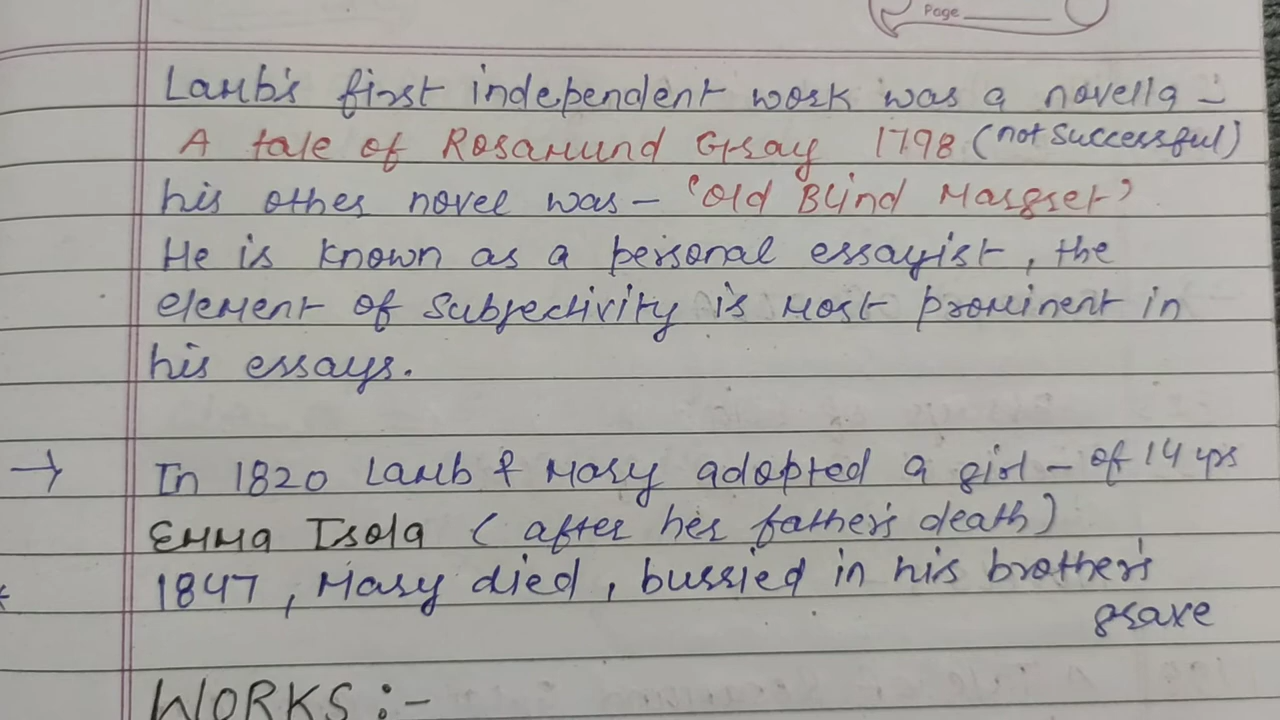 Page
Lamb's first independent work was a novella -
A tale of Rosamund Gray 1798 (not successful)
his other novel was - 'Old Blind Margret'
He is known as a personal essayist, the
element of subjectivity is most prominent in
his essays.
→ In 1820 Lamb & Mary adopted a girl - of 14 yrs
Emma Isola (after her father's death)
1847, Mary died, burried in his brother's
grave
WORKS :-